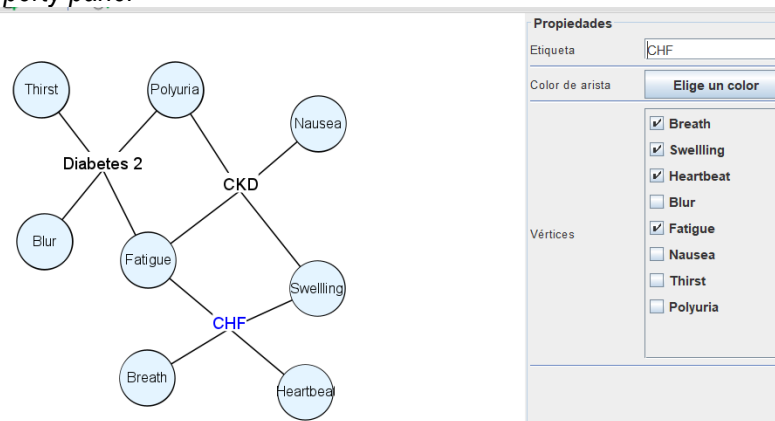 perty panel
Propiedades
Etiqueta
CHF
Color de arista
Elige un color
Vértices
Breath
Swellling
Heartbeat
Blur
Fatigue
Nausea
Thirst
Polyuria
Thirst
Polyuria
Nausea
Diabetes 2
CKD
Blur
Fatigue
Swellling
CHF
Breath
Heartbeat